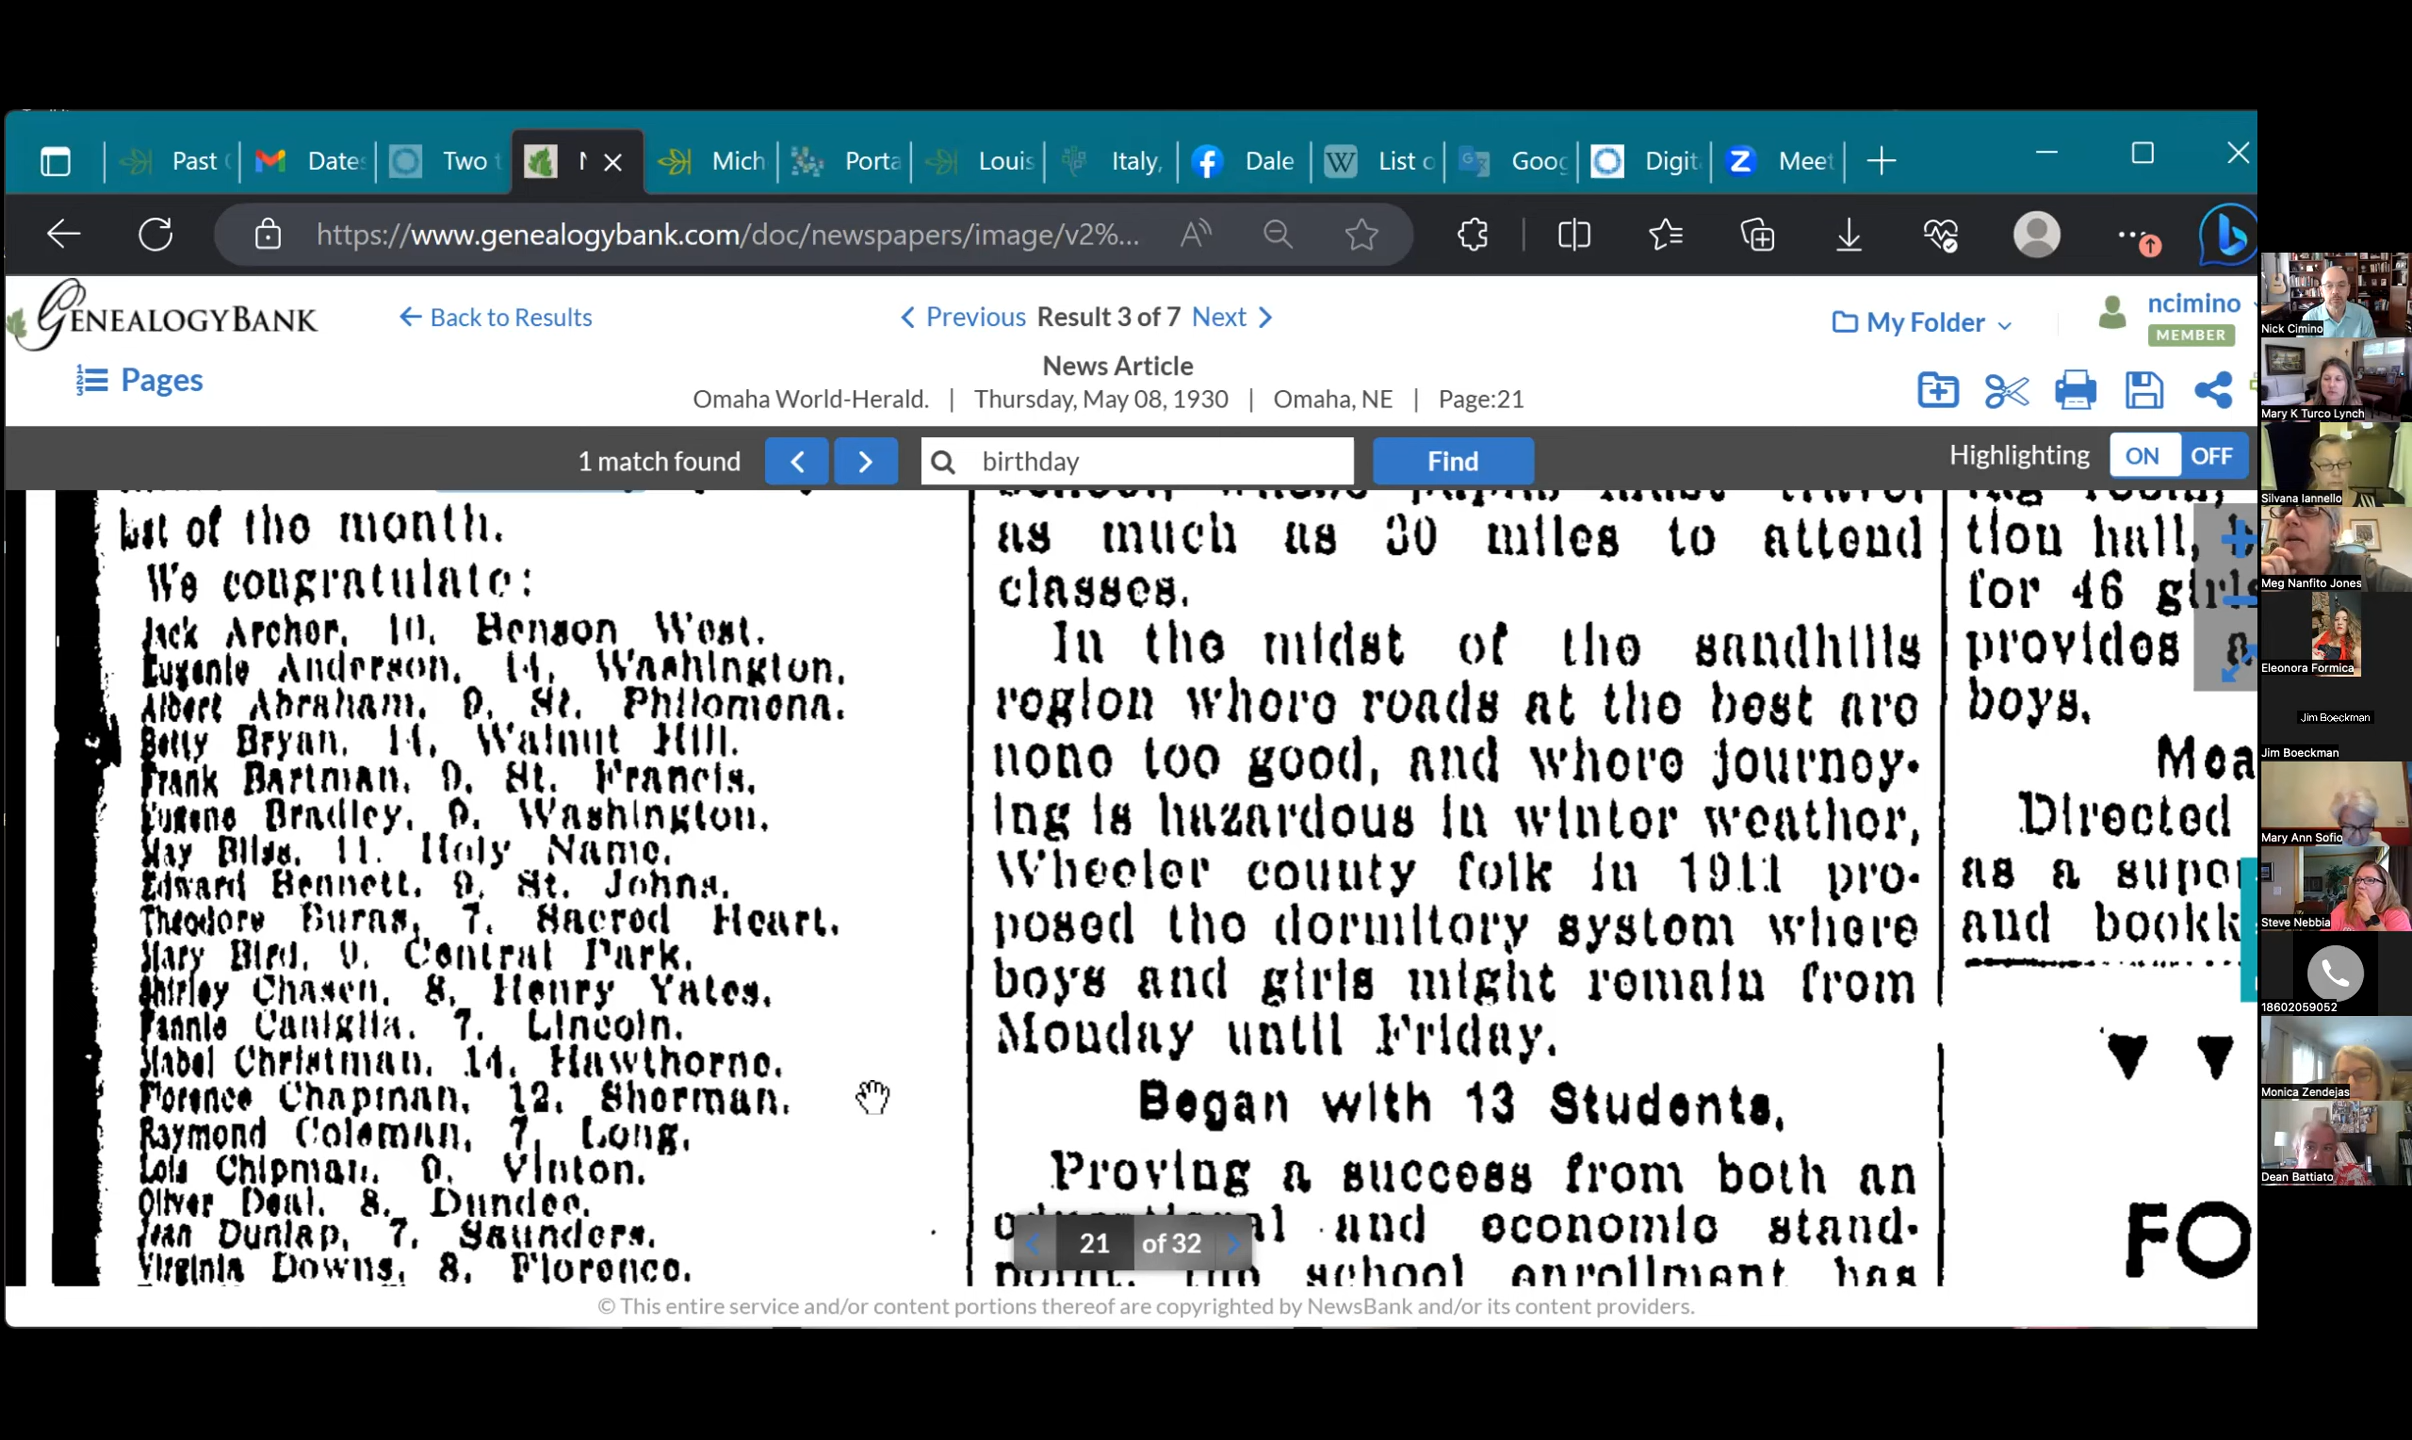 Past
Date
Two t
Mich
Porta
Louis
Italy,
Dale
List o
Goog
Digit
Meet
https://www.genealogybank.com/doc/newspapers/image/v2%...
GENEALOGYBANK
Back to Results
Previous Result 3 of 7 Next
My Folder
ncimino
MEMBER
Pages
News Article
Omaha World-Herald. | Thursday, May 08, 1930 | Omaha, NE | Page:21
1 match found
birthday
Find
Highlighting
ON OFF
list of the month.
We congratulate:
Jack Archer, 10, Benson West.
Eugenie Anderson, 14, Washington.
Albert Abraham, 9, St. Philomena.
Betty Bryan, 14, Walnut Hill.
Frank Bartman, 9, St. Francis.
Eugene Bradley, 9, Washington.
May Bliss, 11, Holy Name.
Edward Bennett, 9, St. Johns.
Theodore Burns, 7, Sacred Heart.
Mary Bird, 9, Central Park.
Shirley Chasen, 8, Henry Yates.
Fannie Caniglia, 7, Lincoln.
Mabel Christman, 14, Hawthorne.
Florence Chapman, 12, Sherman.
Raymond Coleman, 7, Long.
Lois Chipman, 9, Vinton.
Oliver Deal, 8, Dundee.
Jean Dunlap, 7, Saunders.
Virginia Downs, 8, Florence.
as much as 30 miles to attend
classes.
In the midst of the sandhills
region where roads at the best are
none too good, and where journey-
ing is hazardous in winter weather,
Wheeler county folk in 1911 pro-
posed the dormitory system where
boys and girls might remain from
Monday until Friday.
Began with 13 Students.
Proving a success from both an
and economic stand-
point, the school enrollment has
tion hall,
for 46 girls
provides a
boys.
Mea
Directed
as a super
and bookk
FO
21 of 32
© This entire service and/or content portions thereof are copyrighted by NewsBank and/or its content providers.
Nick Cimino
Mary K Turco Lynch
Silvana Iannello
Meg Nanfito Jones
Eleonora Formica
Jim Boeckman
Jim Boeckman
Mary Ann Sofio
Steve Nebbia
18602059052
Monica Zendejas
Dean Battiato